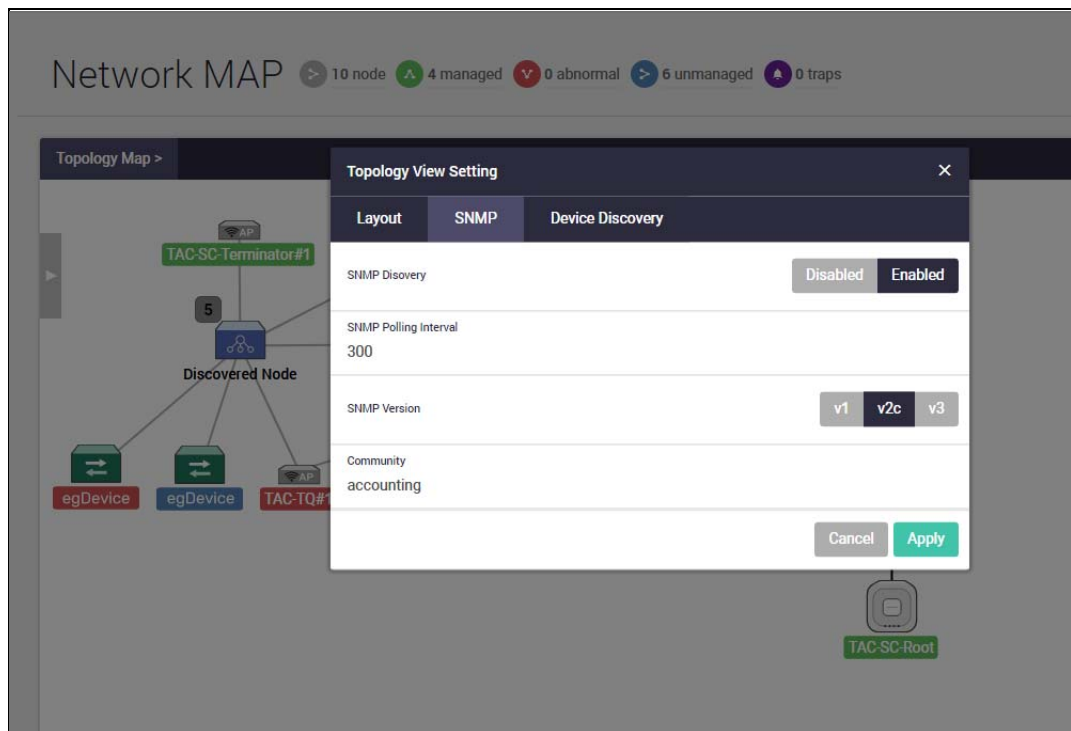 Network MAP 10 node 4 managed 0 abnormal 6 unmanaged 0 traps
Topology Map >
Topology View Setting
Layout SNMP Device Discovery
SNMP Disovery Disabled Enabled
SNMP Polling Interval
300
SNMP Version v1 v2c v3
Community
accounting
Cancel Apply
AP
TAC-SC-Terminator#1
5
Discovered Node
AP
egDevice egDevice TAC-TQ#1
TAC-SC-Root